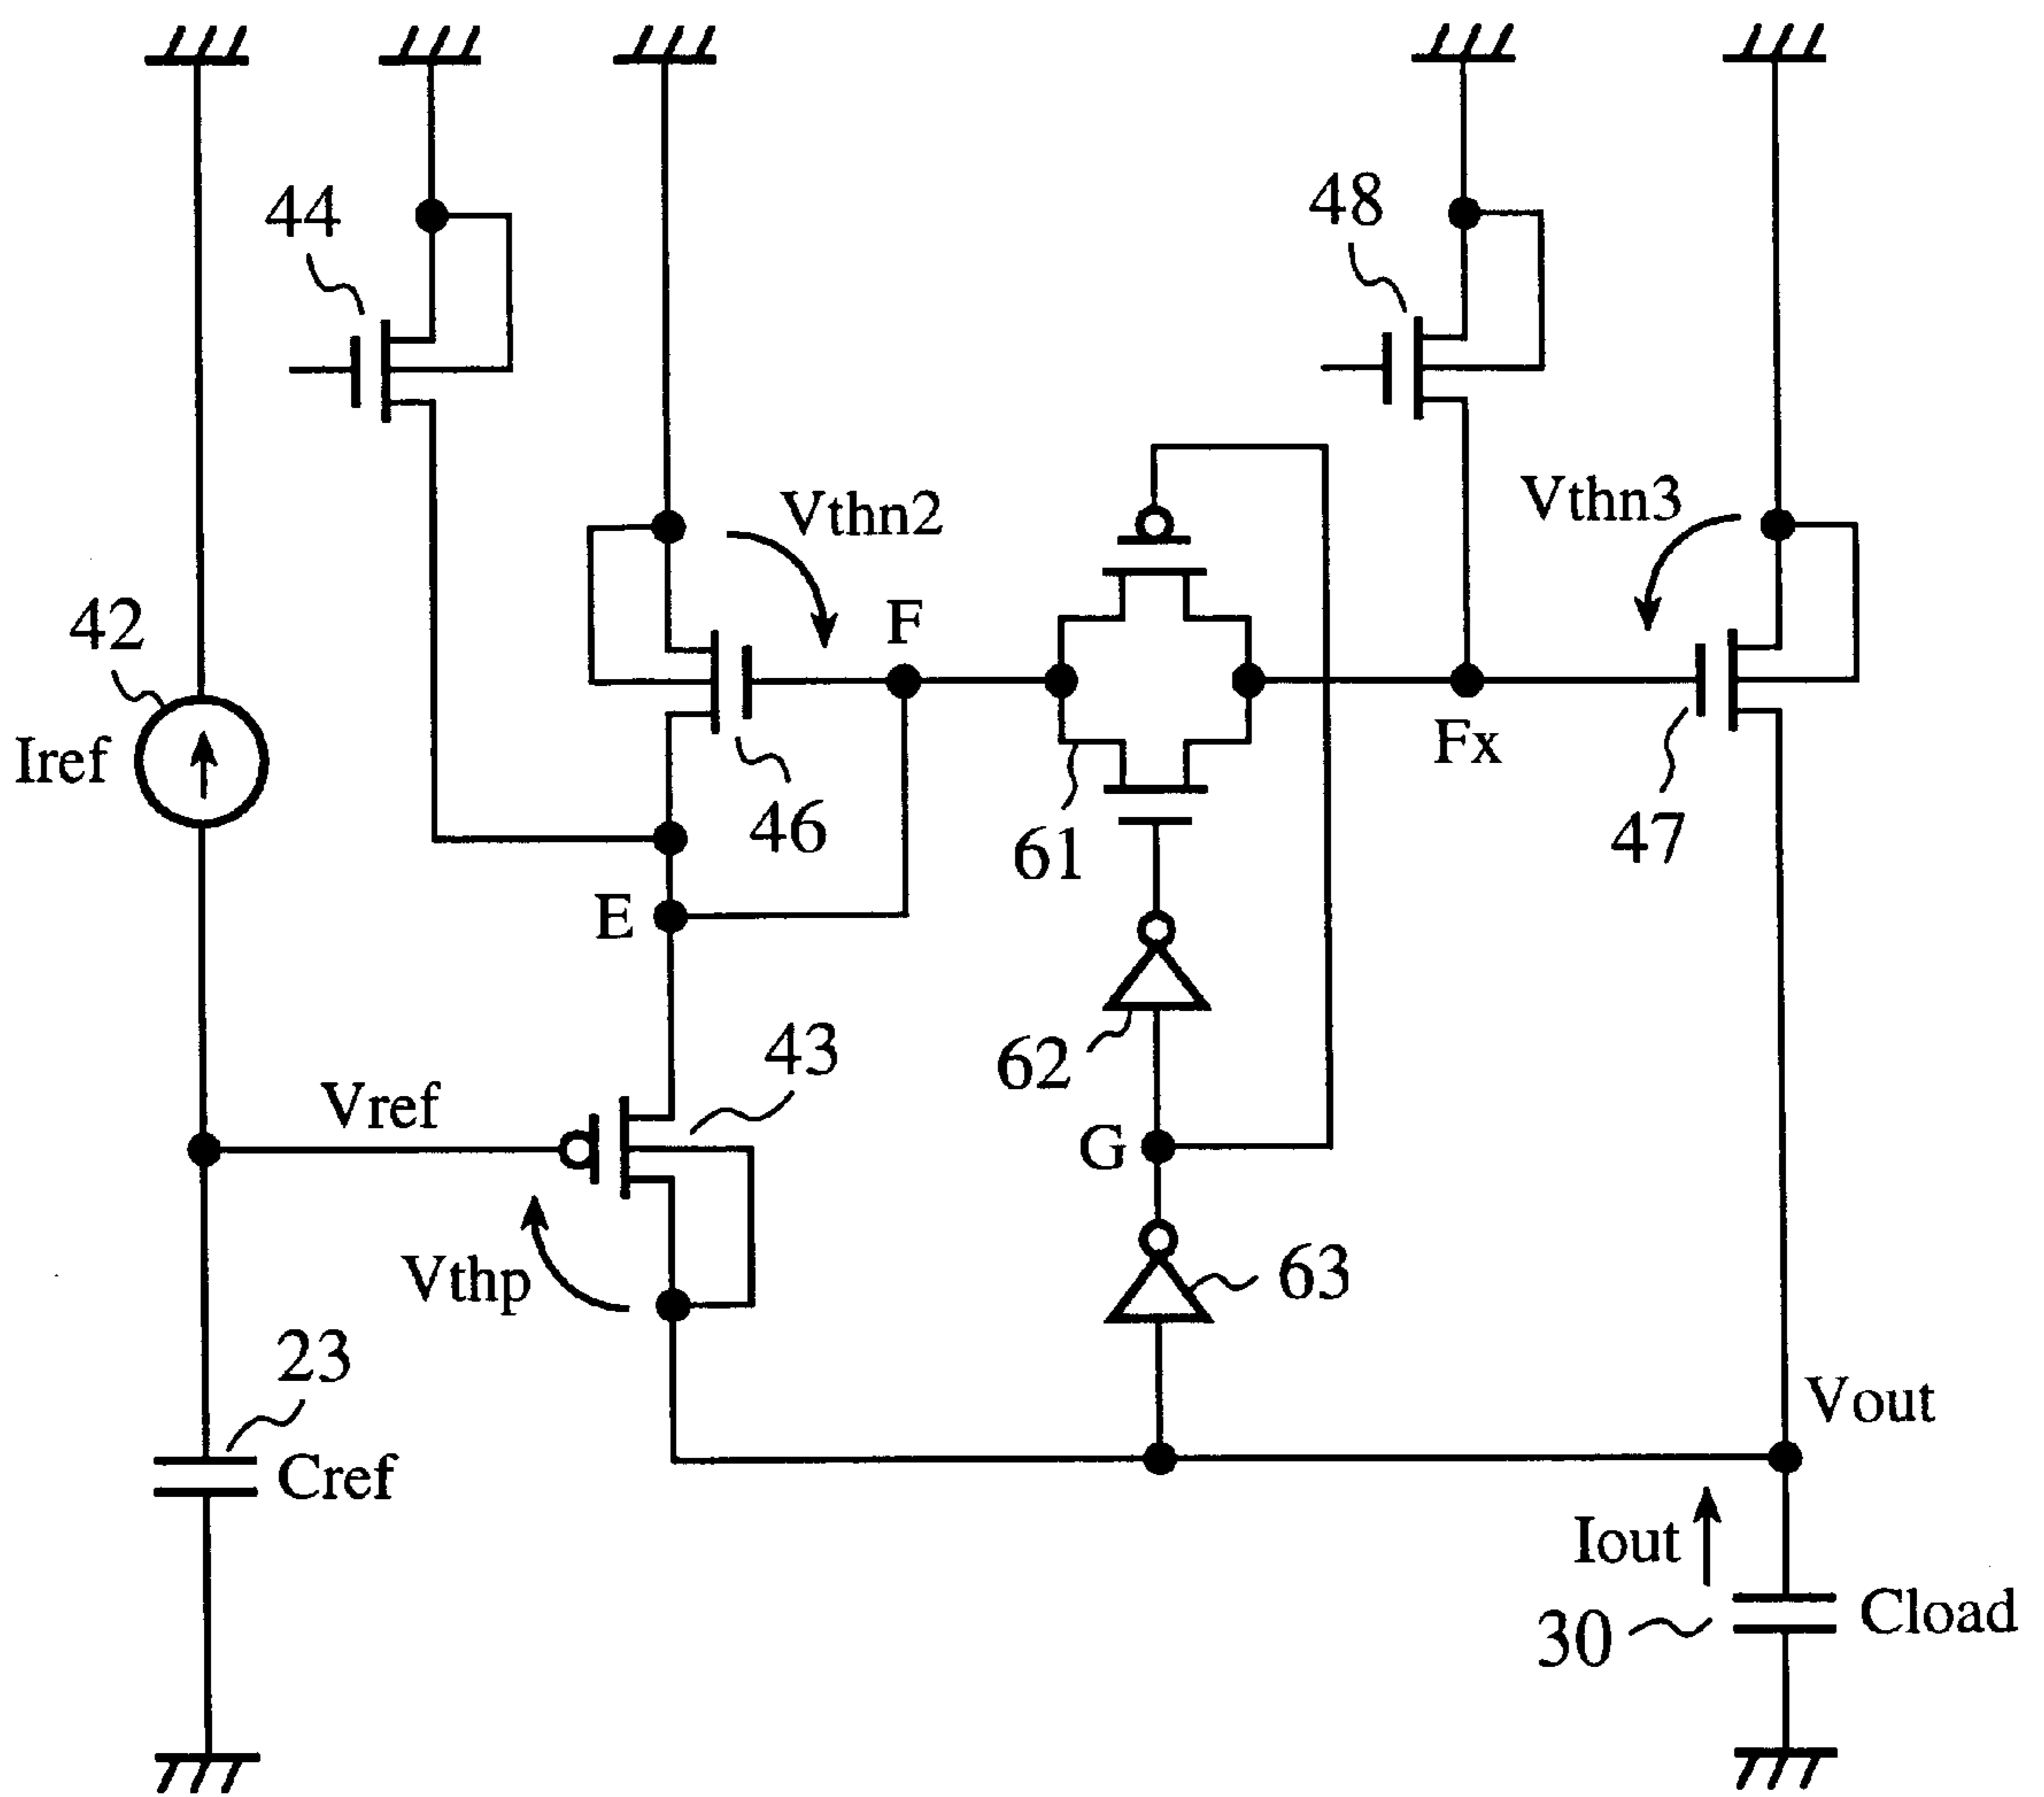 44
48
Vthn2
Vthn3
F
42
Iref
Fx
46
61
47
E
43
62
Vref
G
Vthp
63
23
Vout
Cref
Iout
30
Cload